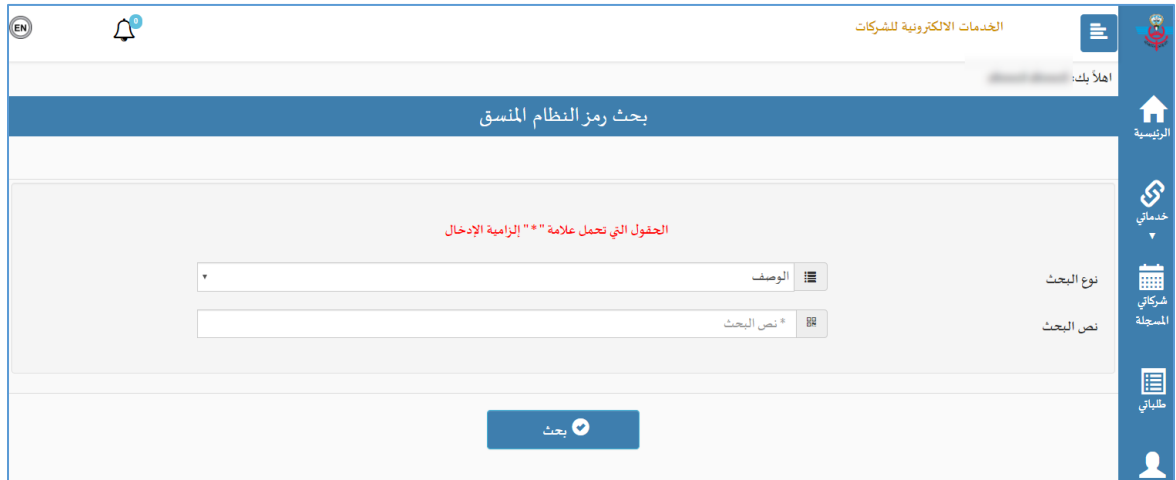 الخدمات الالكترونية للشركات
0
EN
اهلاً بك:
بحث رمز النظام المنسق
الحقول التي تحمل علامة "*" إلزامية الإدخال
نوع البحث
الوصف
نص البحث
* نص البحث
بحث
الرئيسية
خدماتي
شركاتي
المسجلة
طلباتي